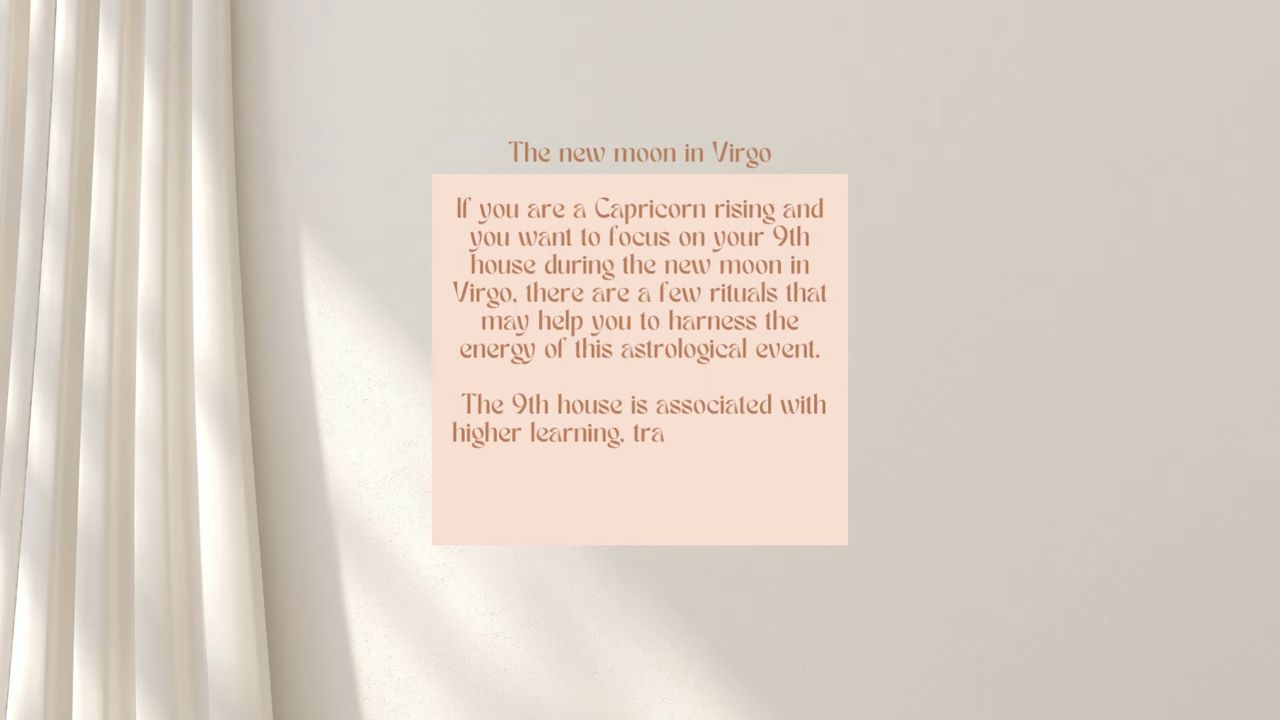 The new moon in Virgo
If you are a Capricorn rising and
you want to focus on your 9th
house during the new moon in
Virgo, there are a few rituals that
may help you to harness the
energy of this astrological event.
The 9th house is associated with
higher learning, tra